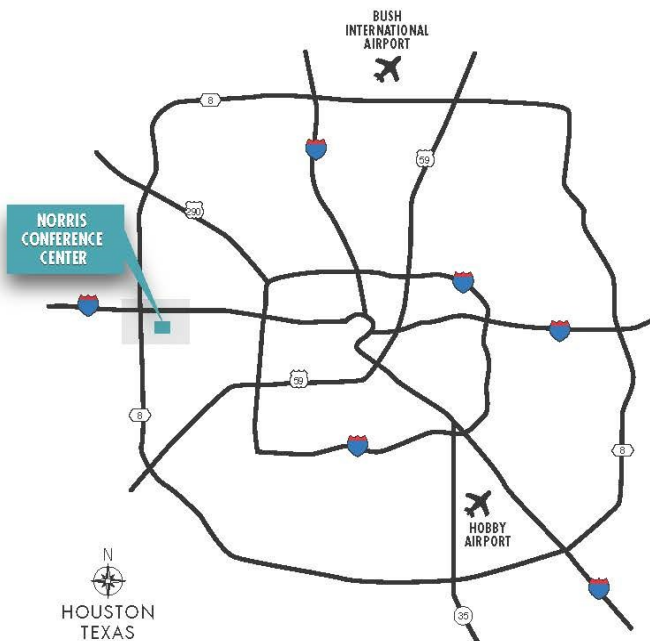 BUSH
INTERNATIONAL
AIRPORT
8
59
290
NORRIS
CONFERENCE
CENTER
59
8
8
HOBBY
AIRPORT
N
HOUSTON
TEXAS
35